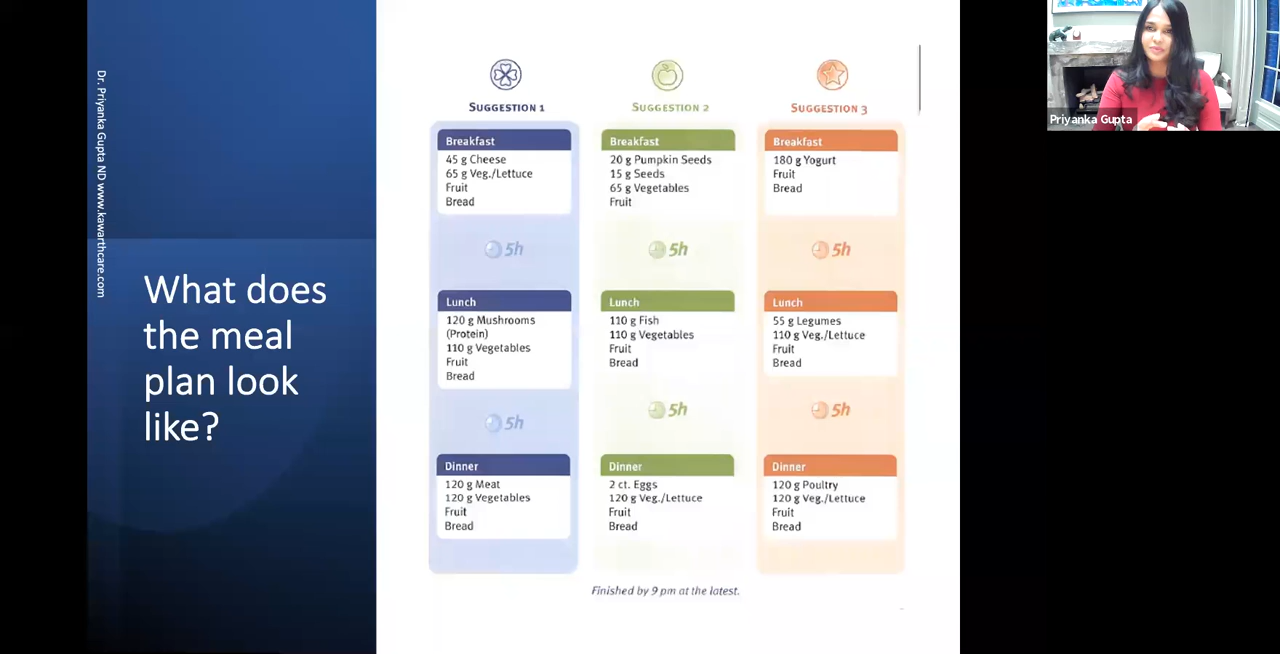 Dr. Priyanka Gupta ND www.kawarthcare.com
What does
the meal
plan look
like?
SUGGESTION 1
Breakfast
45 g Cheese
65 g Veg./Lettuce
Fruit
Bread
5h
Lunch
120 g Mushrooms
(Protein)
110 g Vegetables
Fruit
Bread
5h
Dinner
120 g Meat
120 g Vegetables
Fruit
Bread
SUGGESTION 2
Breakfast
20 g Pumpkin Seeds
15 g Seeds
65 g Vegetables
Fruit
5h
Lunch
110 g Fish
110 g Vegetables
Fruit
Bread
5h
Dinner
2 ct. Eggs
120 g Veg./Lettuce
Fruit
Bread
SUGGESTION 3
Breakfast
180 g Yogurt
Fruit
Bread
5h
Lunch
55 g Legumes
110 g Veg./Lettuce
Fruit
Bread
5h
Dinner
120 g Poultry
120 g Veg./Lettuce
Fruit
Bread
Finished by 9 pm at the latest.
Priyanka Gupta